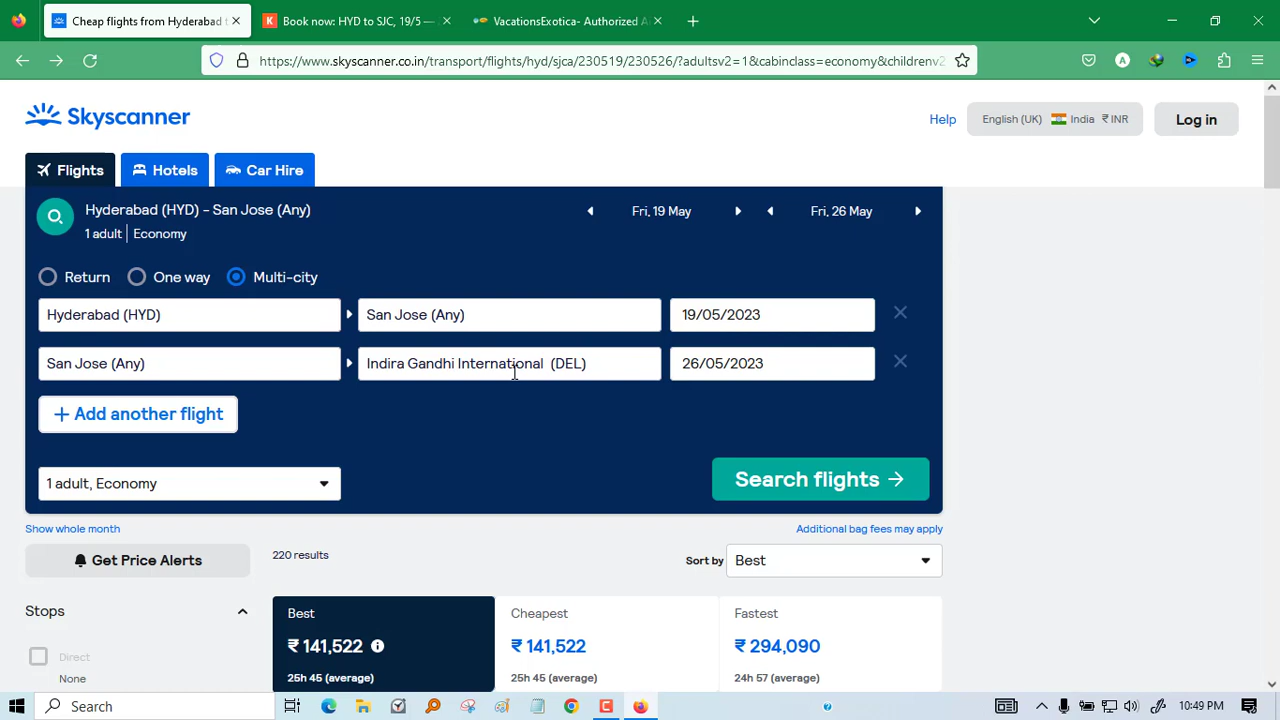 Cheap flights from Hyderabad t
Book now: HYD to SJC, 19/5 —
VacationsExotica- Authorized A
https://www.skyscanner.co.in/transport/flights/hyd/sjca/230519/230526/?adultsv2=1&cabinclass=economy&childrenv2
Skyscanner
Help
English (UK) India ₹ INR
Log in
Flights
Hotels
Car Hire
Hyderabad (HYD) - San Jose (Any)
Fri, 19 May
Fri, 26 May
1 adult | Economy
Return
One way
Multi-city
Hyderabad (HYD)
San Jose (Any)
19/05/2023
San Jose (Any)
Indira Gandhi International (DEL)
26/05/2023
+ Add another flight
1 adult, Economy
Search flights →
Show whole month
Additional bag fees may apply
Get Price Alerts
220 results
Sort by
Best
Stops
Best
Cheapest
Fastest
₹ 141,522
₹ 141,522
₹ 294,090
Direct
None
25h 45 (average)
25h 45 (average)
24h 57 (average)
Search
10:49 PM